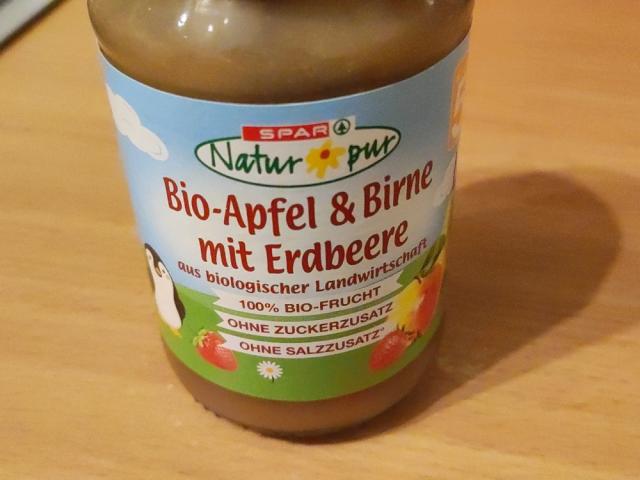 SPAR
Natur pur
Bio-Apfel & Birne
mit Erdbeere
aus biologischer Landwirtschaft
100% BIO-FRUCHT
OHNE ZUCKERZUSATZ
OHNE SALZZUSATZ°